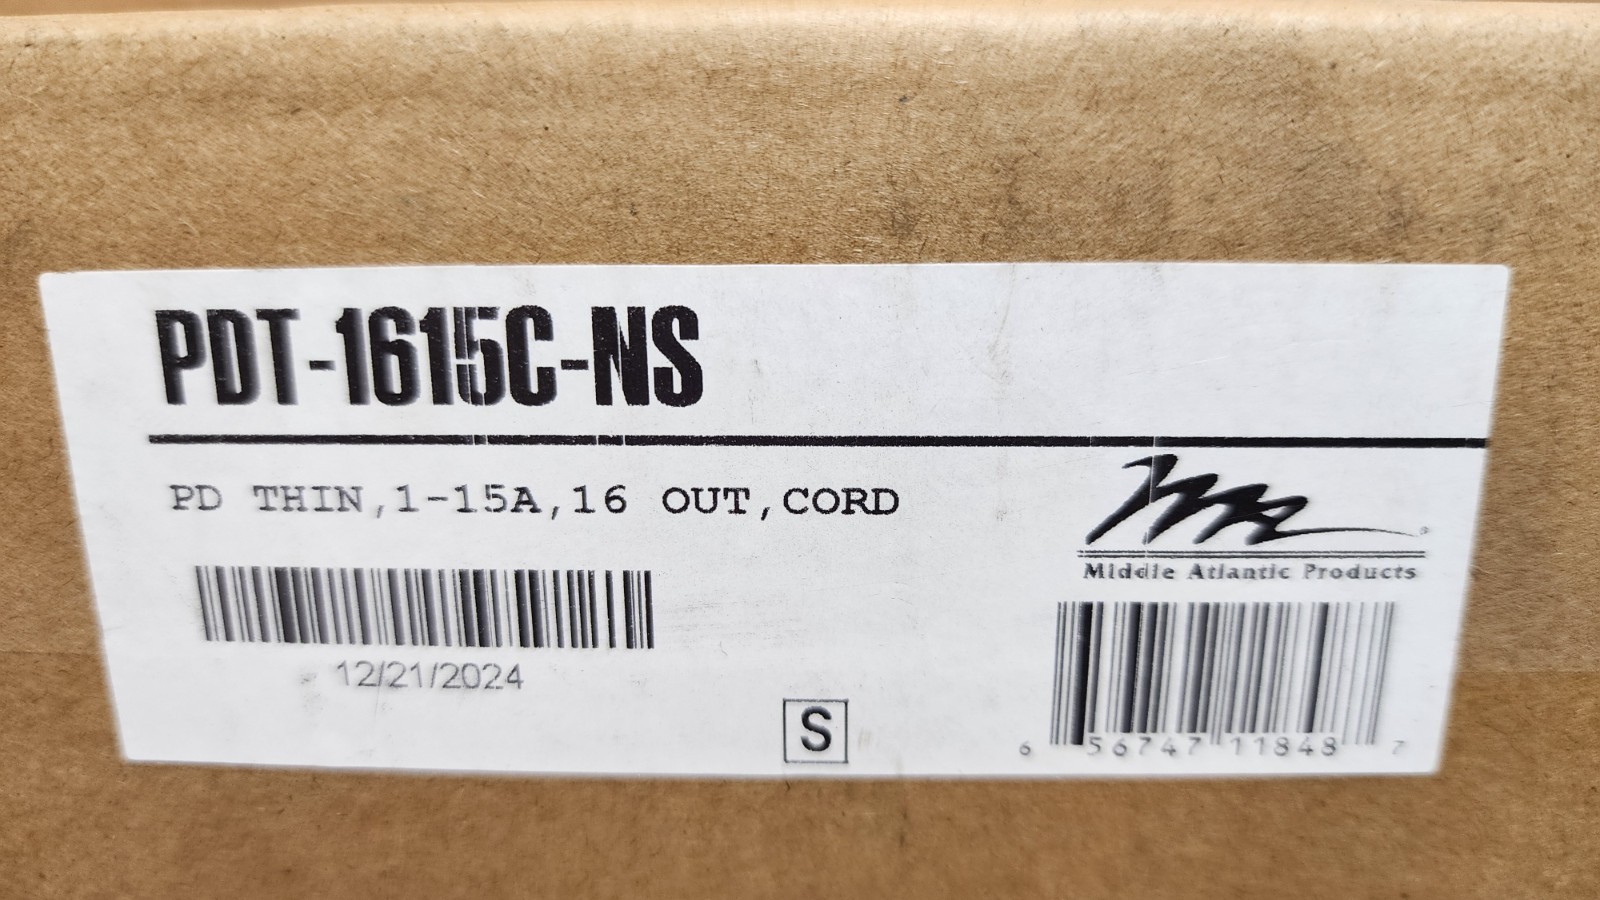 PDT-1615C-NS
PD THIN,1-15A,16 OUT,CORD
Middle Atlantic Products
12/21/2024
S
6 56747 11848 7